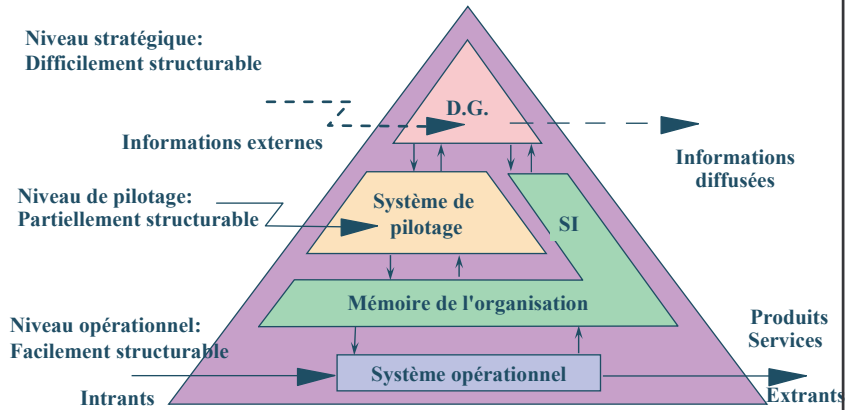 Niveau stratégique:
Difficilement structurable
D.G.
Informations externes
Informations
diffusées
Niveau de pilotage:
Partiellement structurable
Système de
pilotage
SI
Mémoire de l'organisation
Niveau opérationnel:
Facilement structurable
Produits
Services
Système opérationnel
Intrants
Extrants